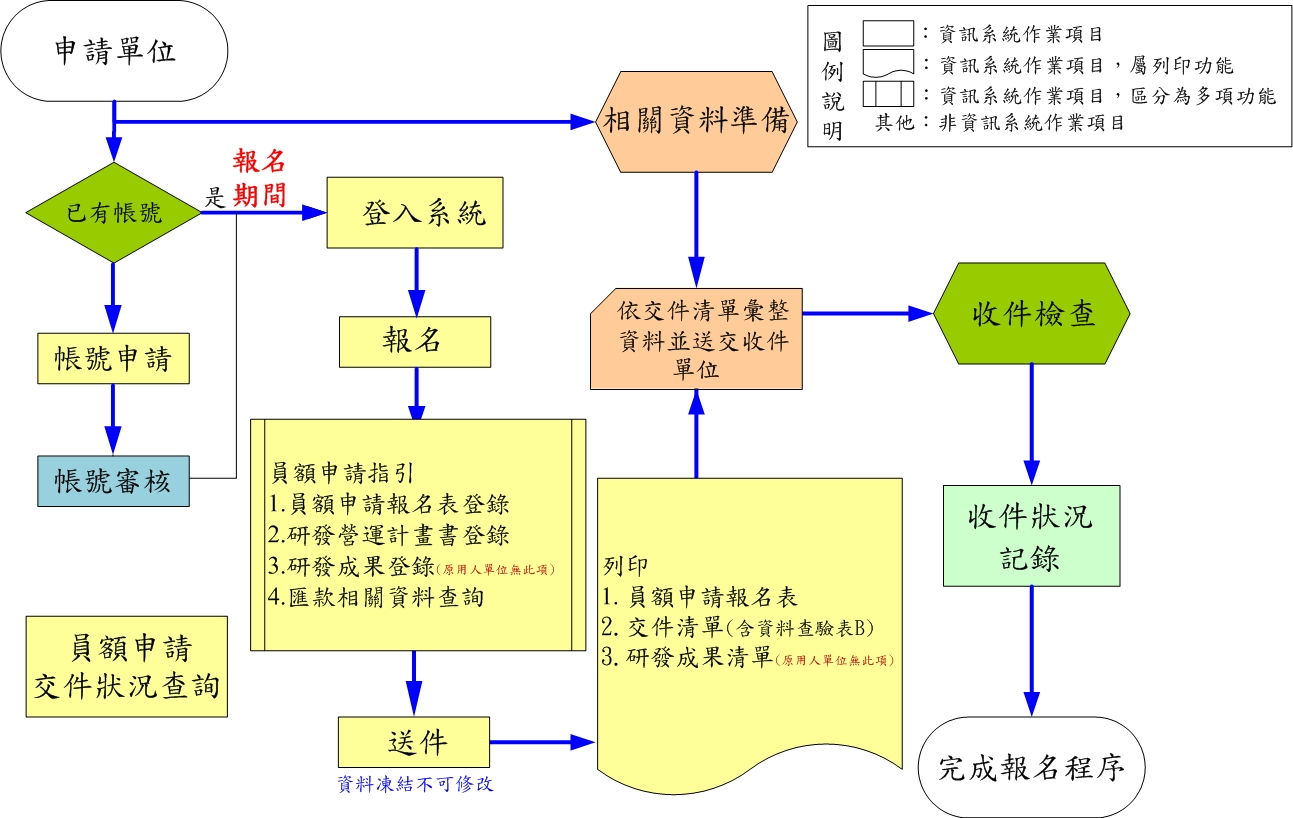 申請單位
圖例說明
：資訊系統作業項目
：資訊系統作業項目，屬列印功能
：資訊系統作業項目，區分為多項功能
其他：非資訊系統作業項目
相關資料準備
已有帳號
是
報名
期間
登入系統
報名
帳號申請
帳號審核
依交件清單彙整
資料並送交收件
單位
收件檢查
員額申請指引
1.員額申請報名表登錄
2.研發營運計畫書登錄
3.研發成果登錄(原用人單位無此項)
4.匯款相關資料查詢
收件狀況
記錄
列印
1. 員額申請報名表
2. 交件清單(含資料查驗表B)
3. 研發成果清單(原用人單位無此項)
員額申請
交件狀況查詢
送件
資料凍結不可修改
完成報名程序